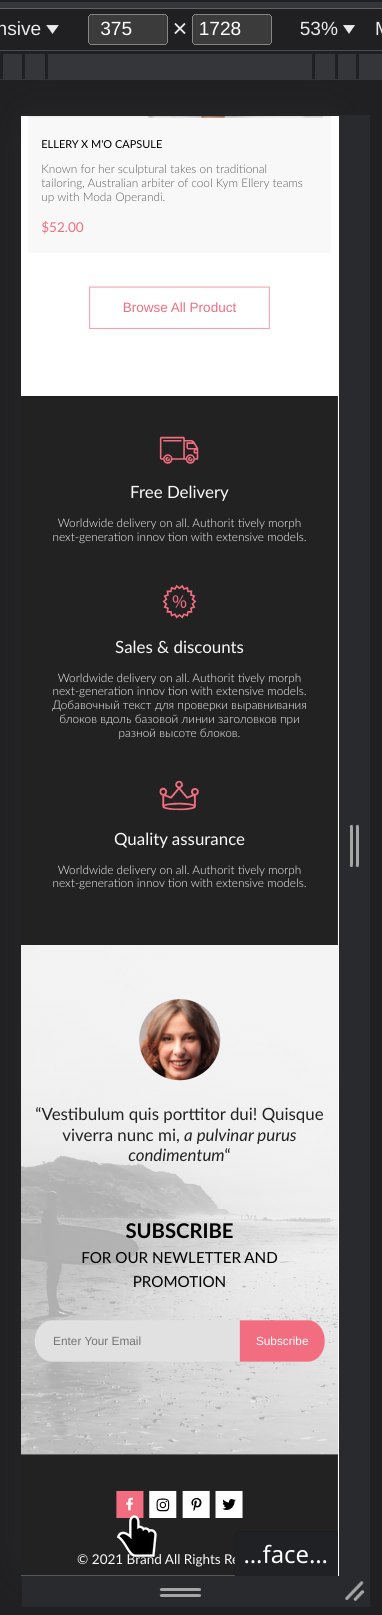 nsive 375 × 1728 53%
ELLERY X M'O CAPSULE
Known for her sculptural takes on traditional
tailoring, Australian arbiter of cool Kym Ellery teams
up with Moda Operandi.
$52.00
Browse All Product
Free Delivery
Worldwide delivery on all. Authorit tively morph
next-generation innov tion with extensive models.
%
Sales & discounts
Worldwide delivery on all. Authorit tively morph
next-generation innov tion with extensive models.
Добавочный текст для проверки выравнивания
блоков вдоль базовой линии заголовков при
разной высоте блоков.
Quality assurance
Worldwide delivery on all. Authorit tively morph
next-generation innov tion with extensive models.
“Vestibulum quis porttitor dui! Quisque
viverra nunc mi, a pulvinar purus
condimentum“
SUBSCRIBE
FOR OUR NEWLETTER AND
PROMOTION
Enter Your Email Subscribe
© 2021 Brand All Rights Re
...face...